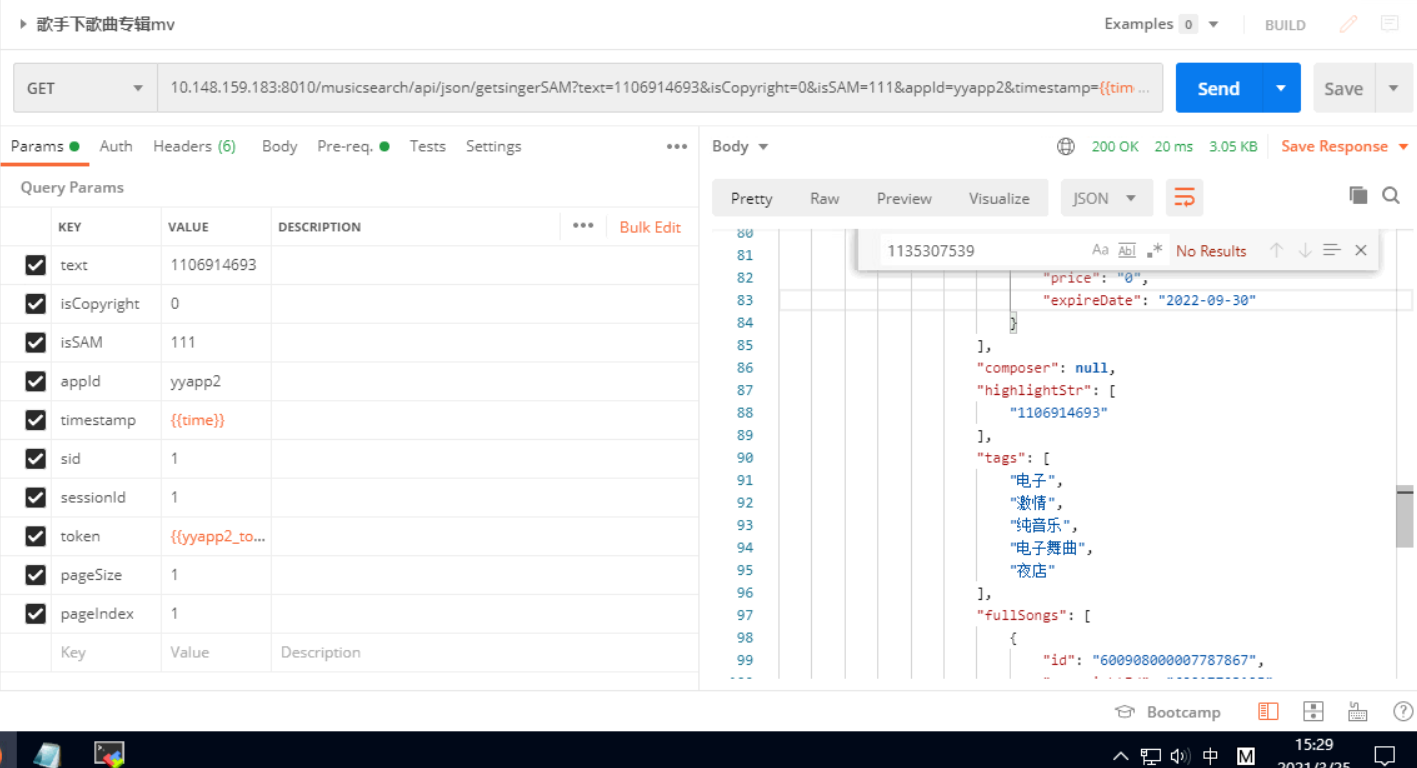 歌手下歌曲专辑mv
Examples 0
BUILD
GET
10.148.159.183:8010/musicsearch/api/json/getsingerSAM?text=1106914693&isCopyright=0&isSAM=111&appId=yyapp2&timestamp={{tim ...
Send
Save
Params
Auth
Headers (6)
Body
Pre-req.
Tests
Settings
Body
200 OK 20 ms 3.05 KB
Save Response
Query Params
Pretty
Raw
Preview
Visualize
JSON
KEY VALUE DESCRIPTION
Bulk Edit
text 1106914693
isCopyright 0
isSAM 111
appId yyapp2
timestamp {{time}}
sid 1
sessionId 1
token {{yyapp2_to...
pageSize 1
pageIndex 1
Key Value Description
1135307539
Aa Abl .* No Results
80
81
82 "price": "0",
83 "expireDate": "2022-09-30"
84 }
85 ],
86 "composer": null,
87 "highlightStr": [
88 "1106914693"
89 ],
90 "tags": [
91 "电子",
92 "激情",
93 "纯音乐",
94 "电子舞曲",
95 "夜店"
96 ],
97 "fullSongs": [
98 {
99 "id": "600908000007787867",
Bootcamp
中 M
15:29
2021/3/25